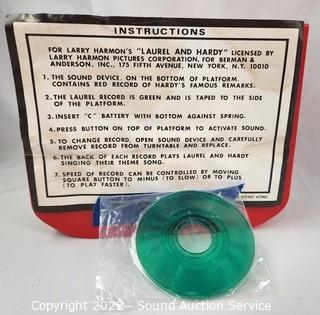 INSTRUCTIONS
FOR LARRY HARMON'S "LAUREL AND HARDY" LICENSED BY
LARRY HARMON PICTURES CORPORATION, FOR BERMAN &
ANDERSON, INC., 175 FIFTH AVENUE, NEW YORK, N.Y. 10010
1. THE SOUND DEVICE, ON THE BOTTOM OF PLATFORM.
CONTAINS RED RECORD OF HARDY'S FAMOUS REMARKS.
2. THE LAUREL RECORD IS GREEN AND IS TAPED TO THE SIDE
OF THE PLATFORM.
3. INSERT "C" BATTERY WITH BOTTOM AGAINST SPRING.
4. PRESS BUTTON ON TOP OF PLATFORM TO ACTIVATE SOUND.
5. TO CHANGE RECORD, OPEN SOUND DEVICE AND CAREFULLY
REMOVE RECORD FROM TURNTABLE AND REPLACE.
6. THE BACK OF EACH RECORD PLAYS LAUREL AND HARDY
SINGING THEIR THEME SONG.
7. SPEED OF RECORD CAN BE CONTROLLED BY MOVING
SQUARE BUTTON TO MINUS (TO SLOW) OR TO PLUS
(TO PLAY FASTER).
HONG KONG
Copyright 2022 - Sound Auction Service